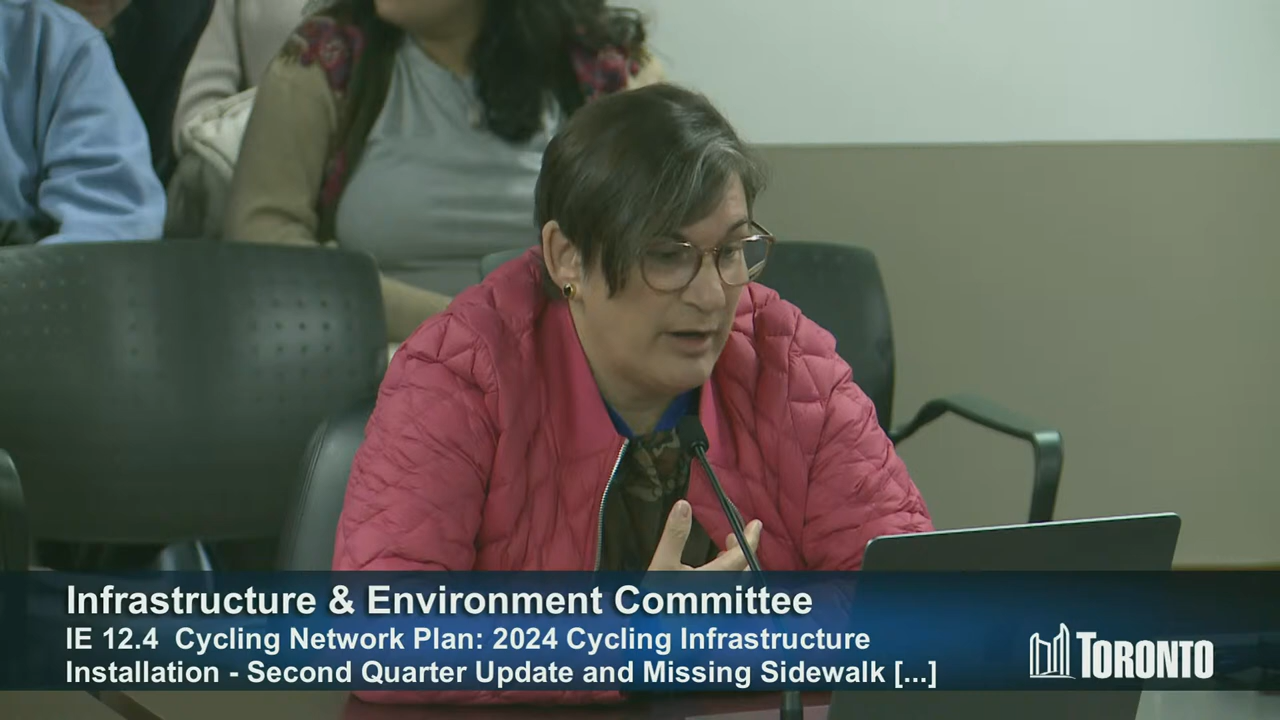 Infrastructure & Environment Committee
IE 12.4 Cycling Network Plan: 2024 Cycling Infrastructure
Installation - Second Quarter Update and Missing Sidewalk [...]
TORONTO